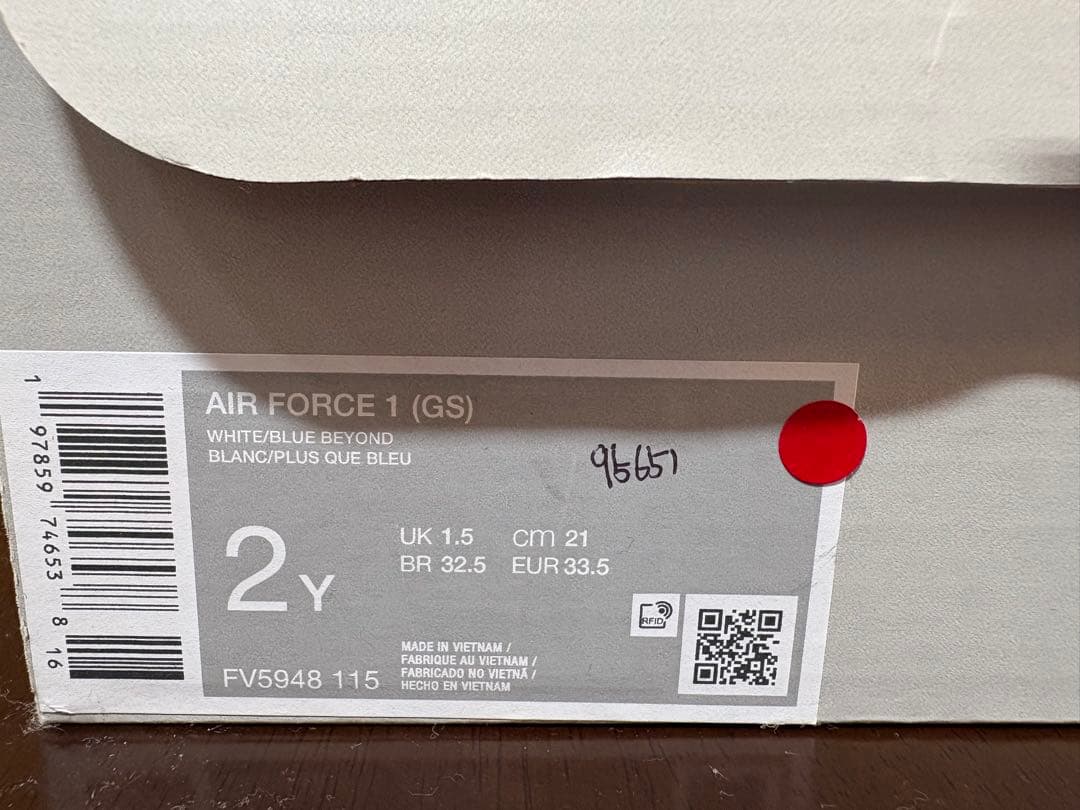 AIR FORCE 1 (GS)
WHITE/BLUE BEYOND
BLANC/PLUS QUE BLEU
95651
2Y
UK 1.5 cm 21
BR 32.5 EUR 33.5
RFID
MADE IN VIETNAM /
FABRIQUE AU VIETNAM /
FABRICADO NO VIETNÃ /
HECHO EN VIETNAM
FV5948 115
1 97859 74653 8 16